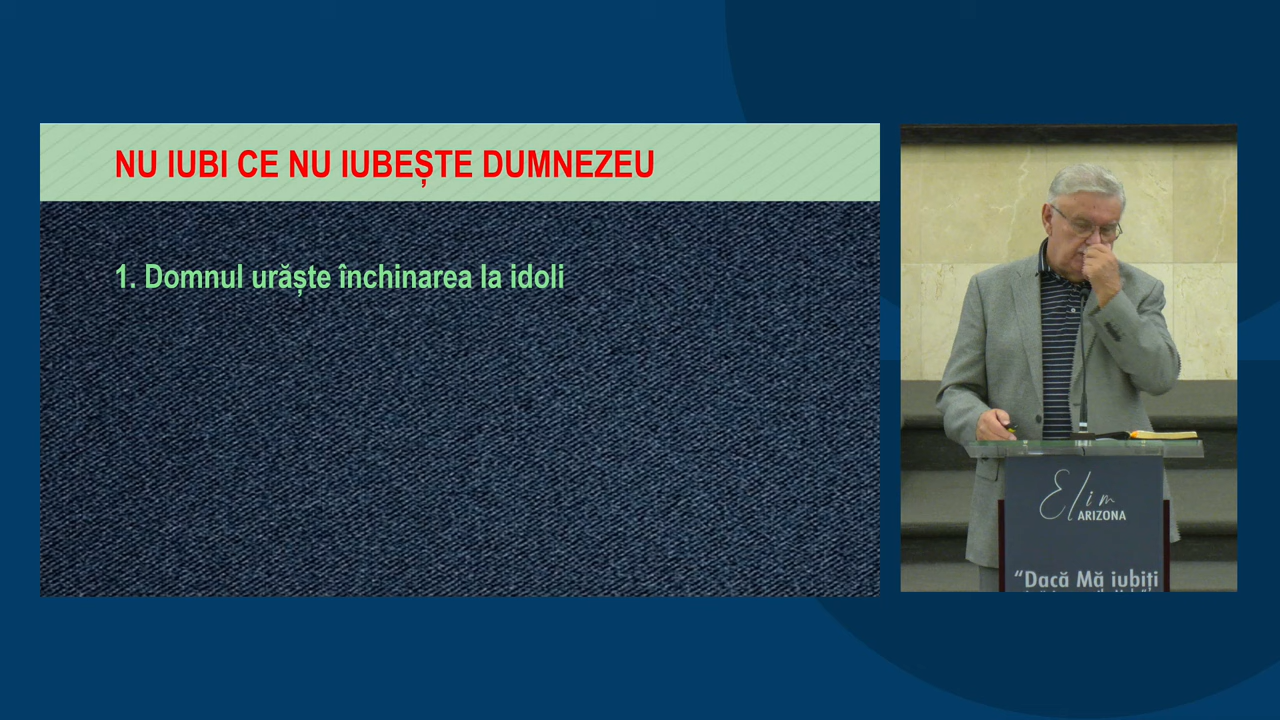 NU IUBI CE NU IUBEȘTE DUMNEZEU
1. Domnul urăște închinarea la idoli
Elim
ARIZONA
“Dacă Mă iubiți